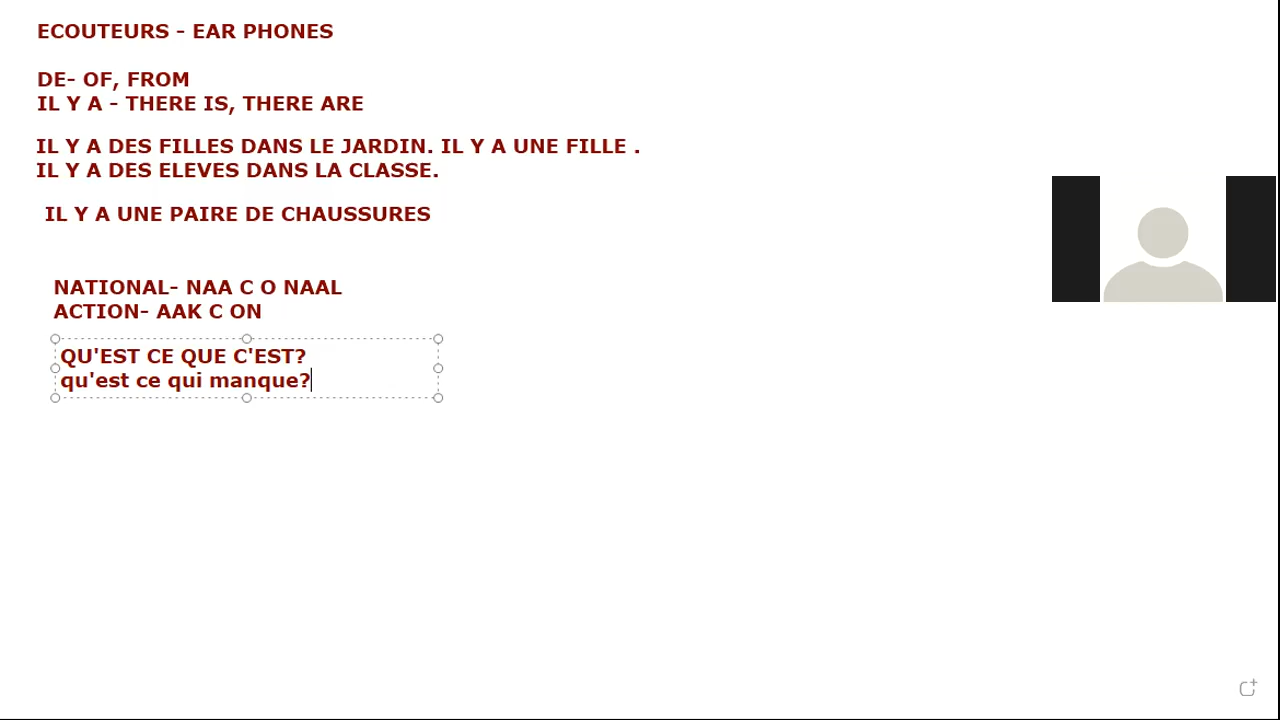 ECOUTEURS - EAR PHONES
DE- OF, FROM
IL Y A - THERE IS, THERE ARE
IL Y A DES FILLES DANS LE JARDIN. IL Y A UNE FILLE .
IL Y A DES ELEVES DANS LA CLASSE.
IL Y A UNE PAIRE DE CHAUSSURES
NATIONAL- NAA C O NAAL
ACTION- AAK C ON
QU'EST CE QUE C'EST?
qu'est ce qui manque?